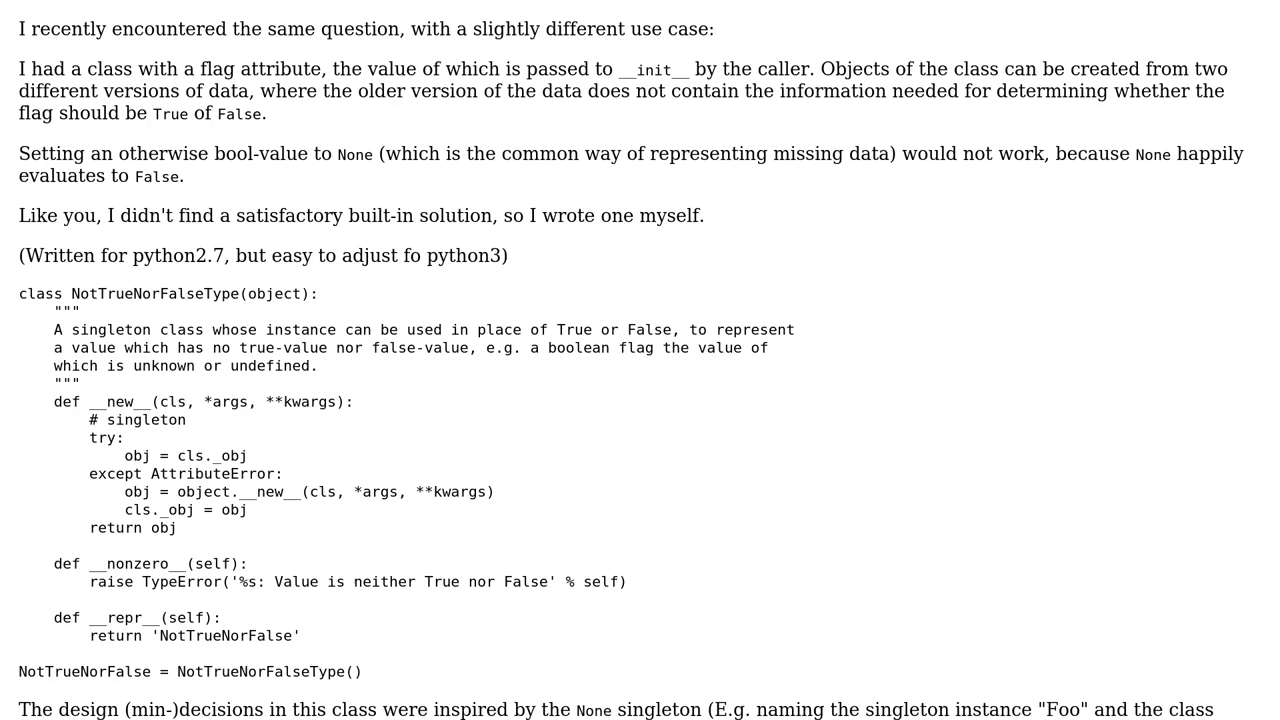 I recently encountered the same question, with a slightly different use case:
I had a class with a flag attribute, the value of which is passed to __init__ by the caller. Objects of the class can be created from two
different versions of data, where the older version of the data does not contain the information needed for determining whether the
flag should be True of False.
Setting an otherwise bool-value to None (which is the common way of representing missing data) would not work, because None happily
evaluates to False.
Like you, I didn't find a satisfactory built-in solution, so I wrote one myself.
(Written for python2.7, but easy to adjust fo python3)
class NotTrueNorFalseType(object):
    """
    A singleton class whose instance can be used in place of True or False, to represent
    a value which has no true-value nor false-value, e.g. a boolean flag the value of
    which is unknown or undefined.
    """
    def __new__(cls, *args, **kwargs):
        # singleton
        try:
            obj = cls._obj
        except AttributeError:
            obj = object.__new__(cls, *args, **kwargs)
            cls._obj = obj
        return obj

    def __nonzero__(self):
        raise TypeError('%s: Value is neither True nor False' % self)

    def __repr__(self):
        return 'NotTrueNorFalse'

NotTrueNorFalse = NotTrueNorFalseType()
The design (min-)decisions in this class were inspired by the None singleton (E.g. naming the singleton instance "Foo" and the class